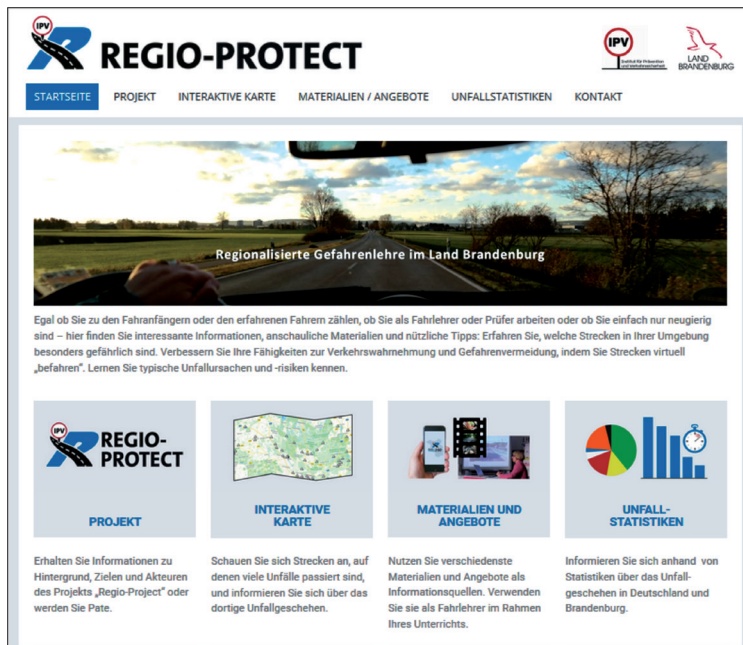 IPV
REGIO-PROTECT
IPV
Institut für Prävention
und Verkehrssicherheit
LAND
BRANDENBURG
STARTSEITE PROJEKT INTERAKTIVE KARTE MATERIALIEN / ANGEBOTE UNFALLSTATISTIKEN KONTAKT
Regionalisierte Gefahrenlehre im Land Brandenburg
Egal ob Sie zu den Fahranfängern oder den erfahrenen Fahrern zählen, ob Sie als Fahrlehrer oder Prüfer arbeiten oder ob Sie einfach nur neugierig
sind – hier finden Sie interessante Informationen, anschauliche Materialien und nützliche Tipps: Erfahren Sie, welche Strecken in Ihrer Umgebung
besonders gefährlich sind. Verbessern Sie Ihre Fähigkeiten zur Verkehrswahrnehmung und Gefahrenvermeidung, indem Sie Strecken virtuell
„befahren“. Lernen Sie typische Unfallursachen und -risiken kennen.
IPV
REGIO-
PROTECT
PROJEKT
Erhalten Sie Informationen zu
Hintergrund, Zielen und Akteuren
des Projekts „Regio-Project“ oder
werden Sie Pate.
INTERAKTIVE
KARTE
Schauen Sie sich Strecken an, auf
denen viele Unfälle passiert sind,
und informieren Sie sich über das
dortige Unfallgeschehen.
MATERIALIEN UND
ANGEBOTE
Nutzen Sie verschiedenste
Materialien und Angebote als
Informationsquellen. Verwenden
Sie sie als Fahrlehrer im Rahmen
Ihres Unterrichts.
UNFALL-
STATISTIKEN
Informieren Sie sich anhand von
Statistiken über das Unfall-
geschehen in Deutschland und
Brandenburg.